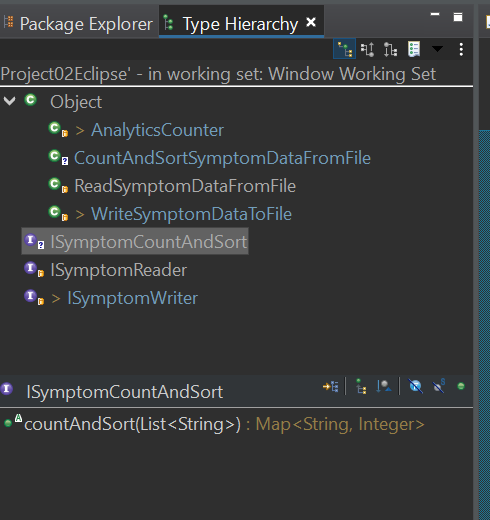 Package Explorer Type Hierarchy
Project02Eclipse' - in working set: Window Working Set
Object
> AnalyticsCounter
CountAndSortSymptomDataFromFile
ReadSymptomDataFromFile
> WriteSymptomDataToFile
ISymptomCountAndSort
ISymptomReader
> ISymptomWriter
ISymptomCountAndSort
countAndSort(List<String>) : Map<String, Integer>